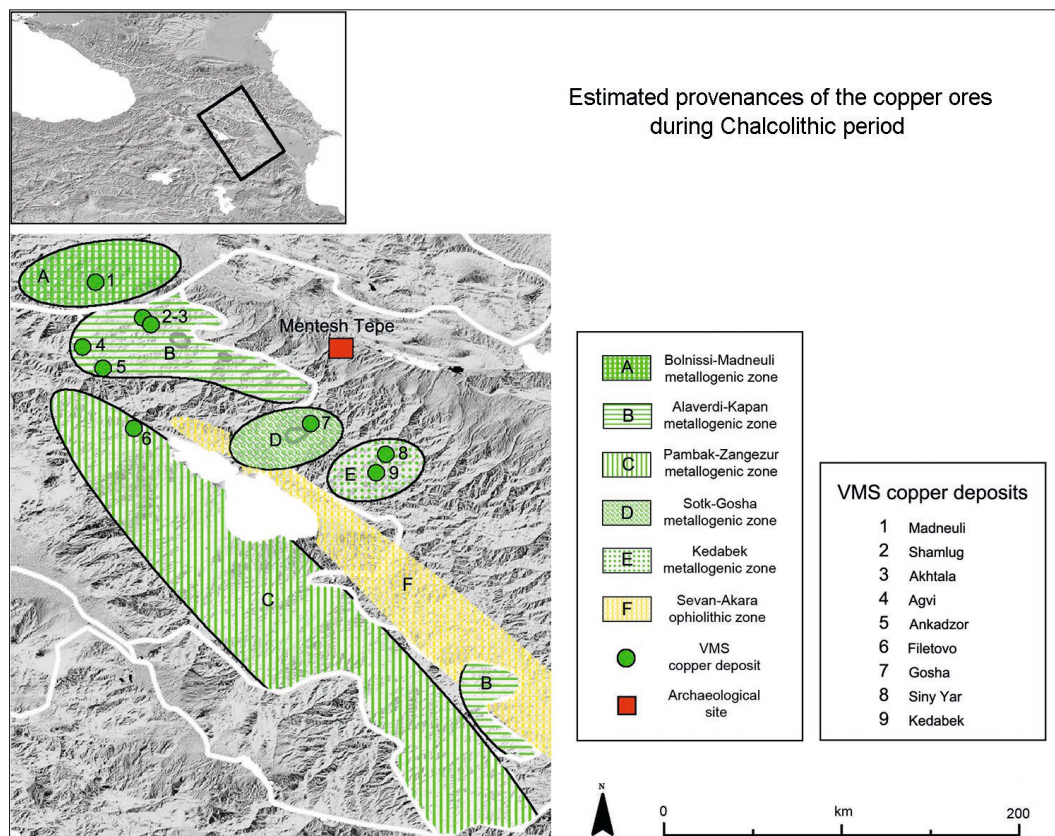 Estimated provenances of the copper ores
during Chalcolithic period
A
1
2-3
Mentesh Tepe
4
B
5
6
D
7
8
E
9
F
C
B
A
Bolnissi-Madneuli
metallogenic zone
B
Alaverdi-Kapan
metallogenic zone
C
Pambak-Zangezur
metallogenic zone
D
Sotk-Gosha
metallogenic zone
E
Kedabek
metallogenic zone
F
Sevan-Akara
ophiolithic zone
VMS
copper deposit
Archaeological
site
VMS copper deposits
1 Madneuli
2 Shamlug
3 Akhtala
4 Agvi
5 Ankadzor
6 Filetovo
7 Gosha
8 Siny Yar
9 Kedabek
N
0 km 200